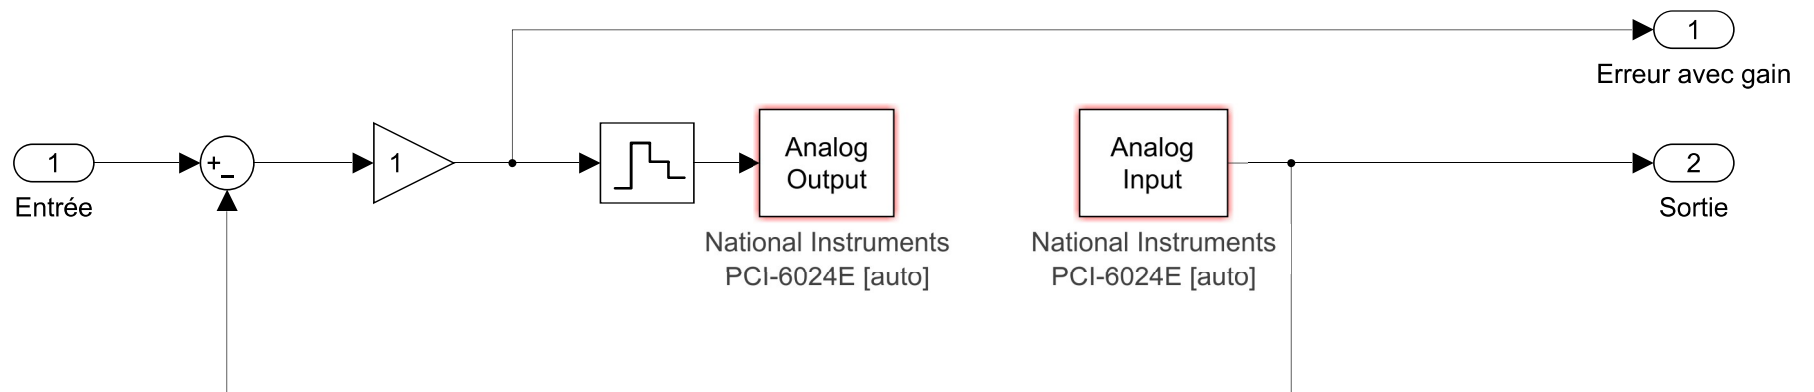 1
Erreur avec gain
1
Entrée
+
−
1
Analog
Output
National Instruments
PCI-6024E [auto]
Analog
Input
National Instruments
PCI-6024E [auto]
2
Sortie